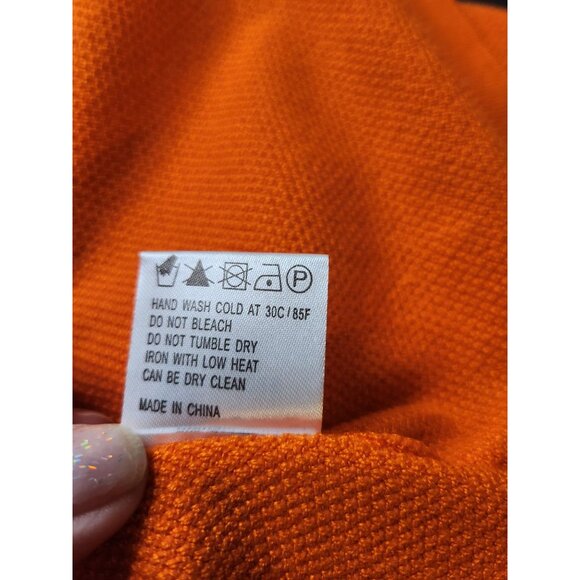 P
HAND WASH COLD AT 30C/85F
DO NOT BLEACH
DO NOT TUMBLE DRY
IRON WITH LOW HEAT
CAN BE DRY CLEAN
MADE IN CHINA